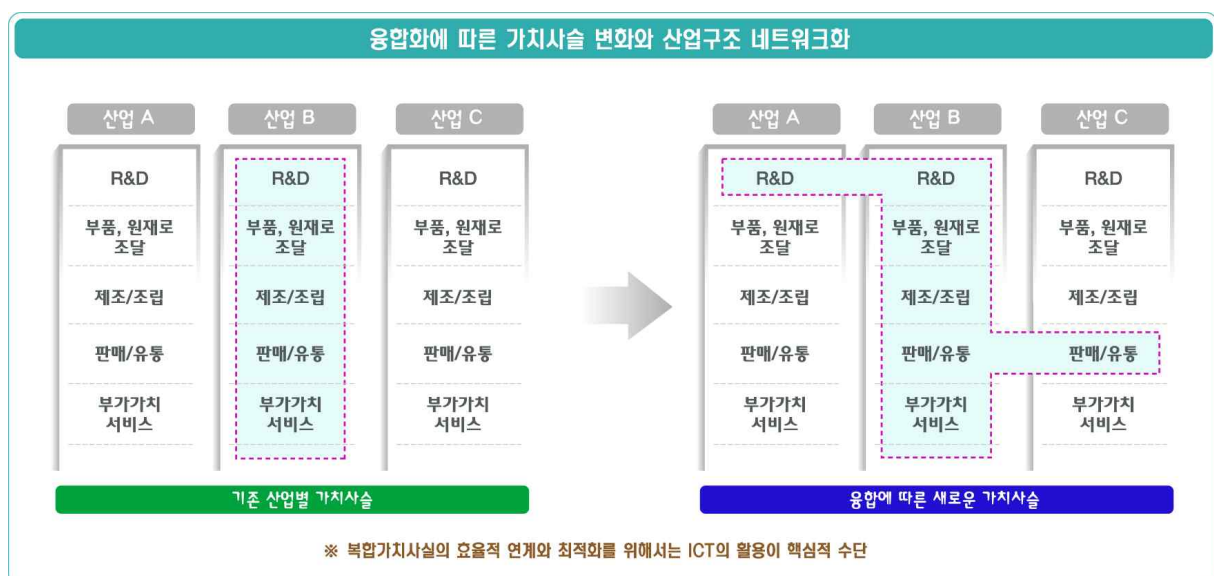 융합화에 따른 가치사슬 변화와 산업구조 네트워크화
산업 A
산업 B
산업 C
R&D
R&D
R&D
부품, 원재로
조달
부품, 원재로
조달
부품, 원재로
조달
제조/조립
제조/조립
제조/조립
판매/유통
판매/유통
판매/유통
부가가치
서비스
부가가치
서비스
부가가치
서비스
기존 산업별 가치사슬
산업 A
산업 B
산업 C
R&D
R&D
R&D
부품, 원재로
조달
부품, 원재로
조달
부품, 원재로
조달
제조/조립
제조/조립
제조/조립
판매/유통
판매/유통
판매/유통
부가가치
서비스
부가가치
서비스
부가가치
서비스
융합에 따른 새로운 가치사슬
※ 복합가치사실의 효율적 연계와 최적화를 위해서는 ICT의 활용이 핵심적 수단